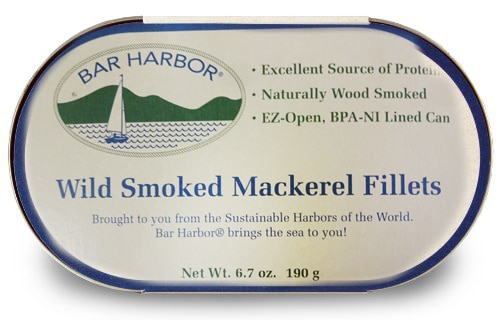 BAR HARBOR®
• Excellent Source of Protein
• Naturally Wood Smoked
• EZ-Open, BPA-NI Lined Can
Wild Smoked Mackerel Fillets
Brought to you from the Sustainable Harbors of the World.
Bar Harbor® brings the sea to you!
Net Wt. 6.7 oz. 190 g